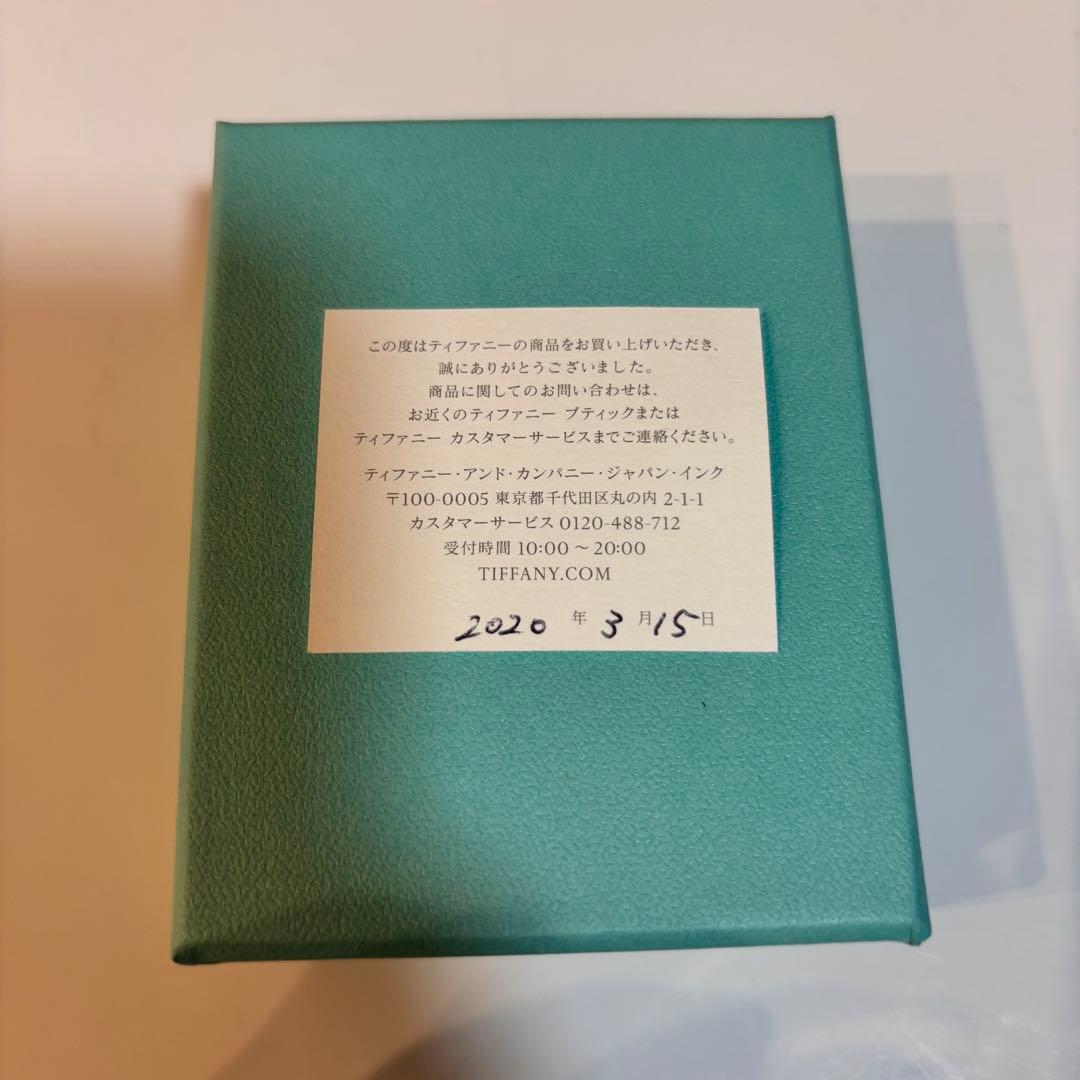 この度はティファニーの商品をお買い上げいただき、
誠にありがとうございました。
商品に関してのお問い合わせは、
お近くのティファニー ブティックまたは
ティファニー カスタマーサービスまでご連絡ください。
ティファニー・アンド・カンパニー・ジャパン・インク
〒100-0005 東京都千代田区丸の内 2-1-1
カスタマーサービス 0120-488-712
受付時間 10:00 〜 20:00
TIFFANY.COM
2020 年 3 月 15 日